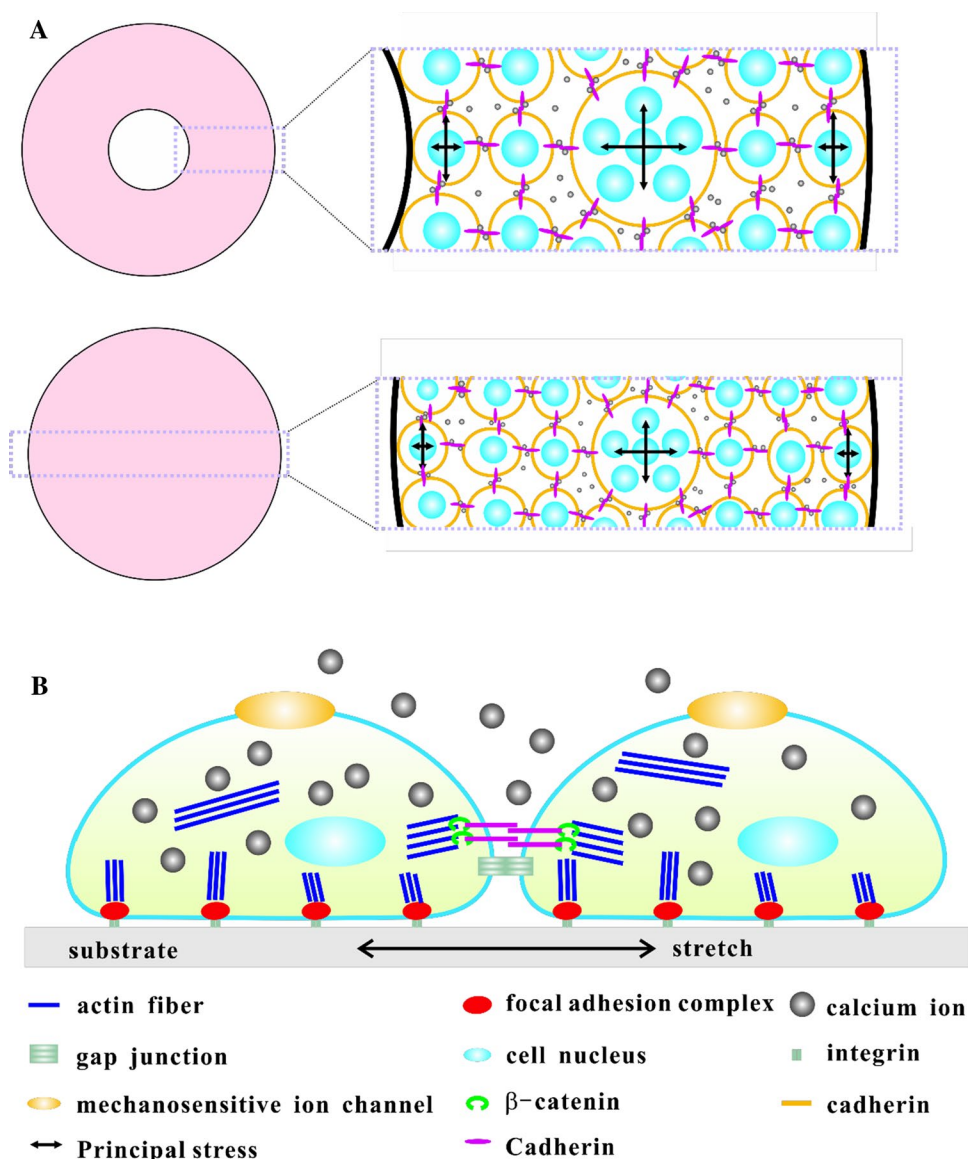 A
B
substrate stretch
actin fiber focal adhesion complex calcium ion
gap junction cell nucleus integrin
mechanosensitive ion channel β-catenin cadherin
Principal stress Cadherin